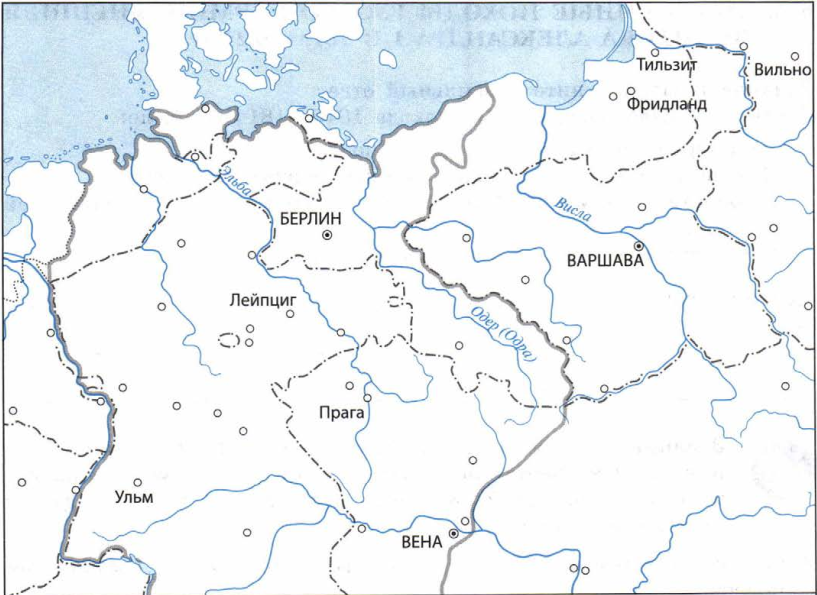 Тильзит
Вильно
Фридланд
Эльба
Висла
БЕРЛИН
ВАРШАВА
Лейпциг
Одер (Одра)
Прага
Ульм
ВЕНА